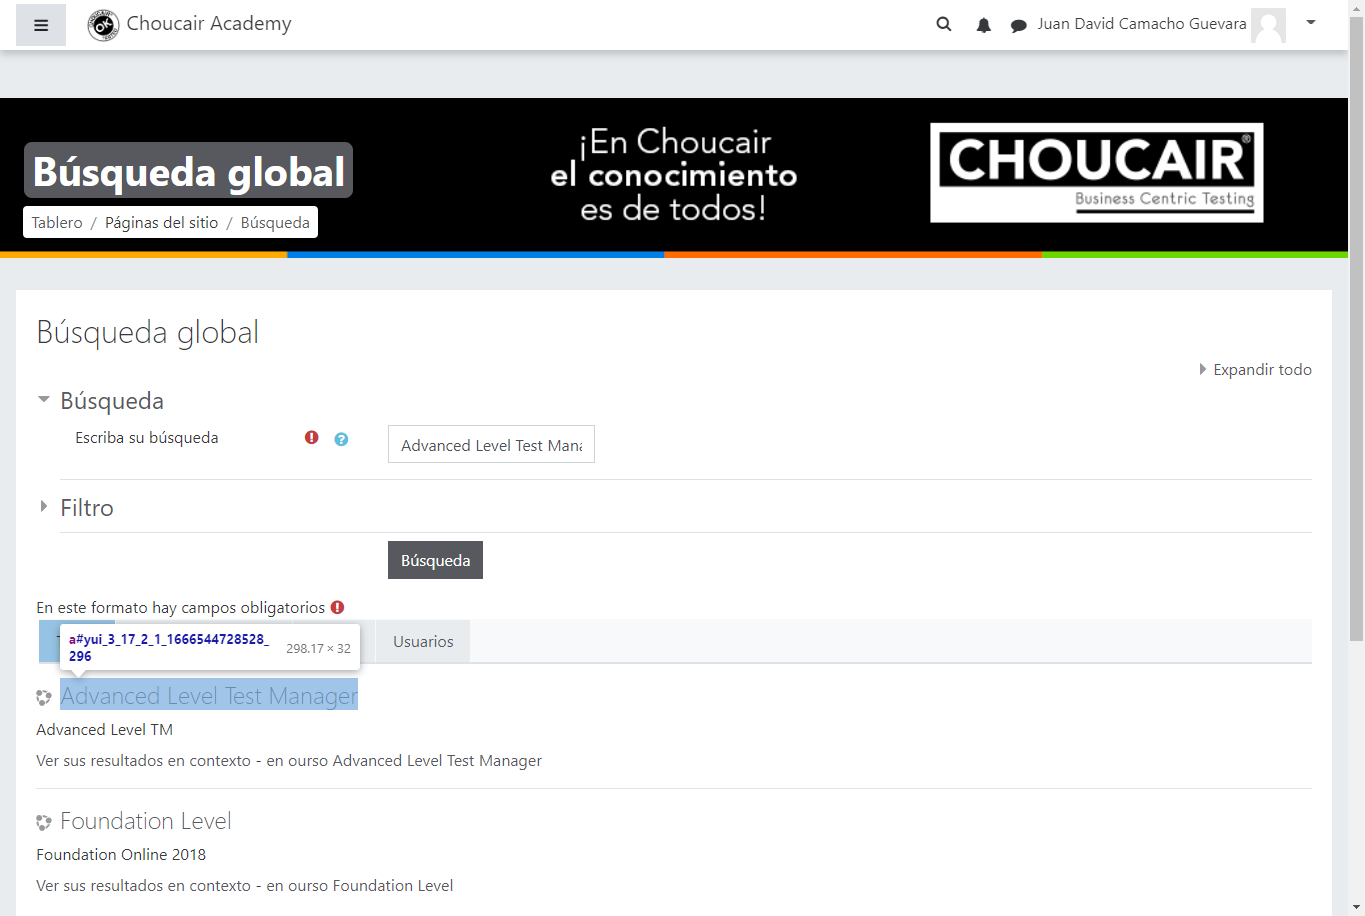 Choucair Academy
Juan David Camacho Guevara
Búsqueda global
Tablero / Páginas del sitio / Búsqueda
¡En Choucair
el conocimiento
es de todos!
CHOUCAIR®
Business Centric Testing
Búsqueda global
Expandir todo
Búsqueda
Escriba su búsqueda
Advanced Level Test Mana
Filtro
Búsqueda
En este formato hay campos obligatorios
Usuarios
a#yui_3_17_2_1_1666544728528_
296
298.17 × 32
Advanced Level Test Manager
Advanced Level TM
Ver sus resultados en contexto - en ourso Advanced Level Test Manager
Foundation Level
Foundation Online 2018
Ver sus resultados en contexto - en ourso Foundation Level